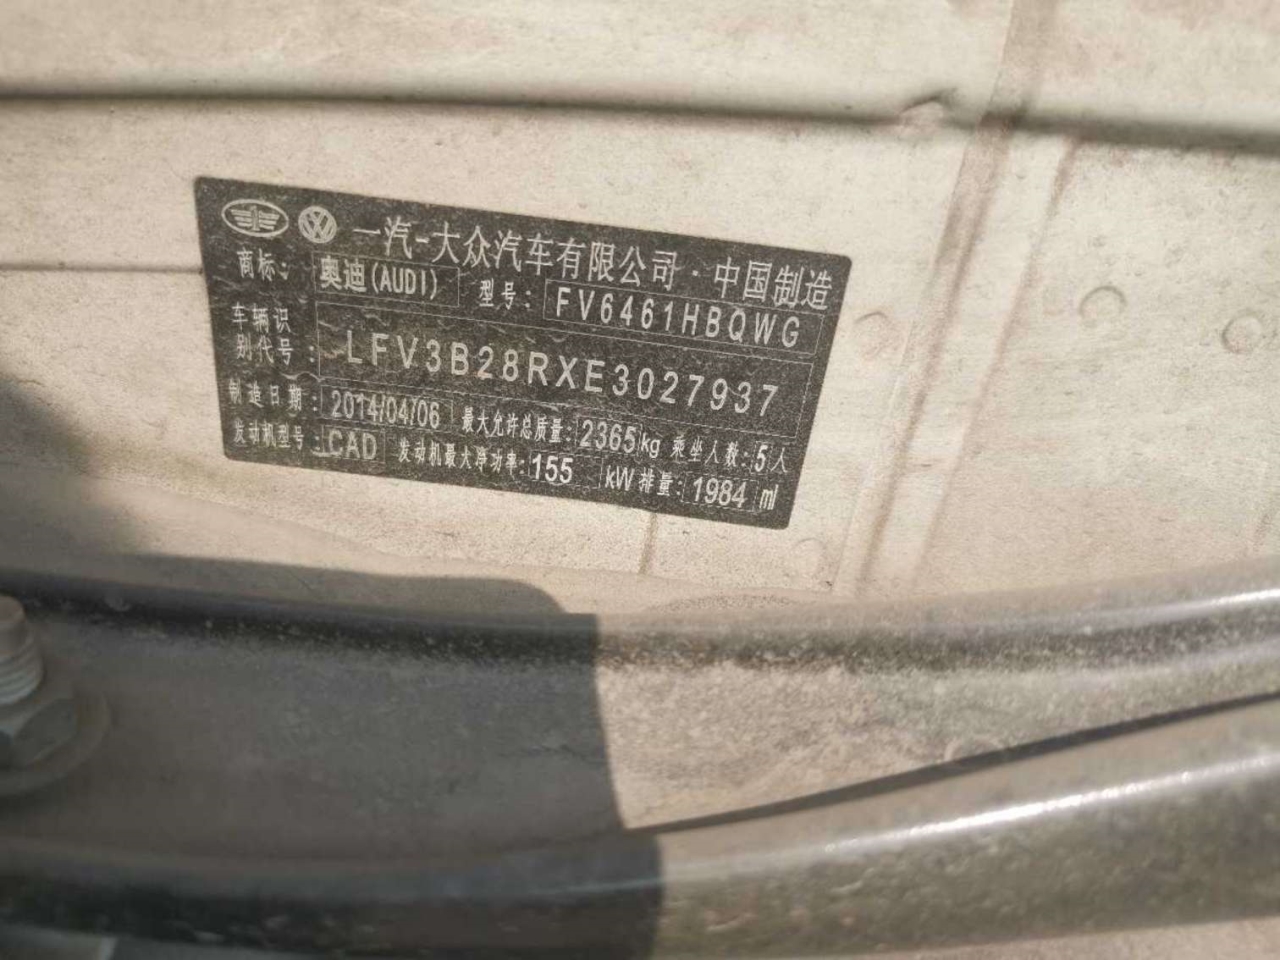 一汽-大众汽车有限公司·中国制造
商标: 奥迪(AUDI) 型号: FV6461HBQWG
车辆识
别代号: LFV3B28RXE3027937
制造日期: 2014/04/06 最大允许总质量: 2365kg 乘坐人数: 5人
发动机型号: CAD 发动机最大净功率: 155 kW 排量: 1984 ml